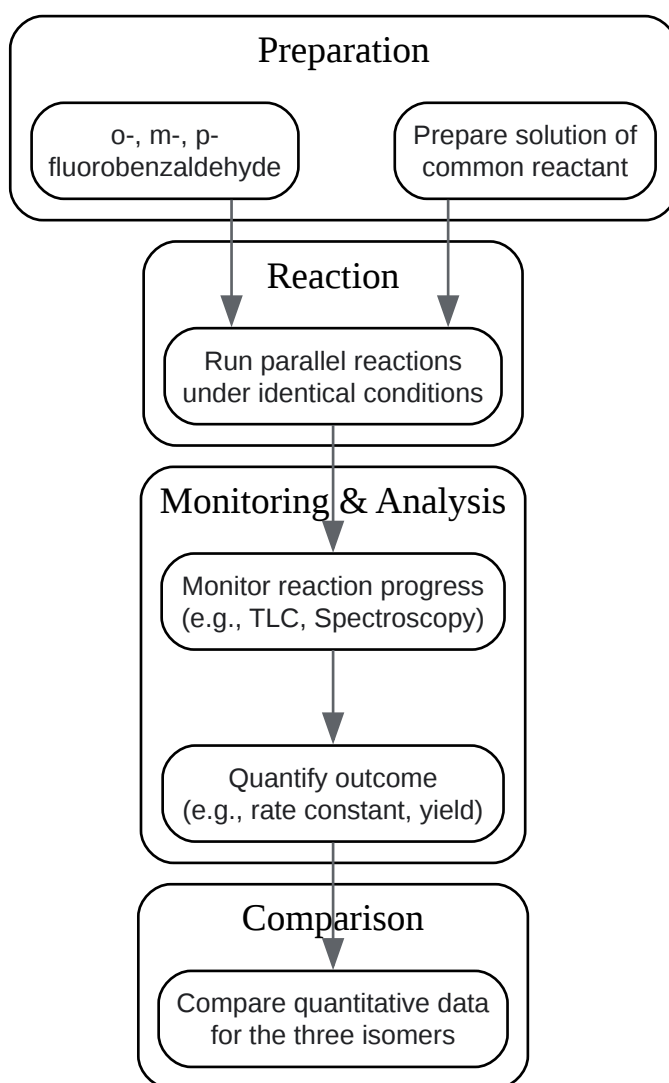 Preparation
o-, m-, p-
fluorobenzaldehyde
Prepare solution of
common reactant
Reaction
Run parallel reactions
under identical conditions
Monitoring & Analysis
Monitor reaction progress
(e.g., TLC, Spectroscopy)
Quantify outcome
(e.g., rate constant, yield)
Comparison
Compare quantitative data
for the three isomers